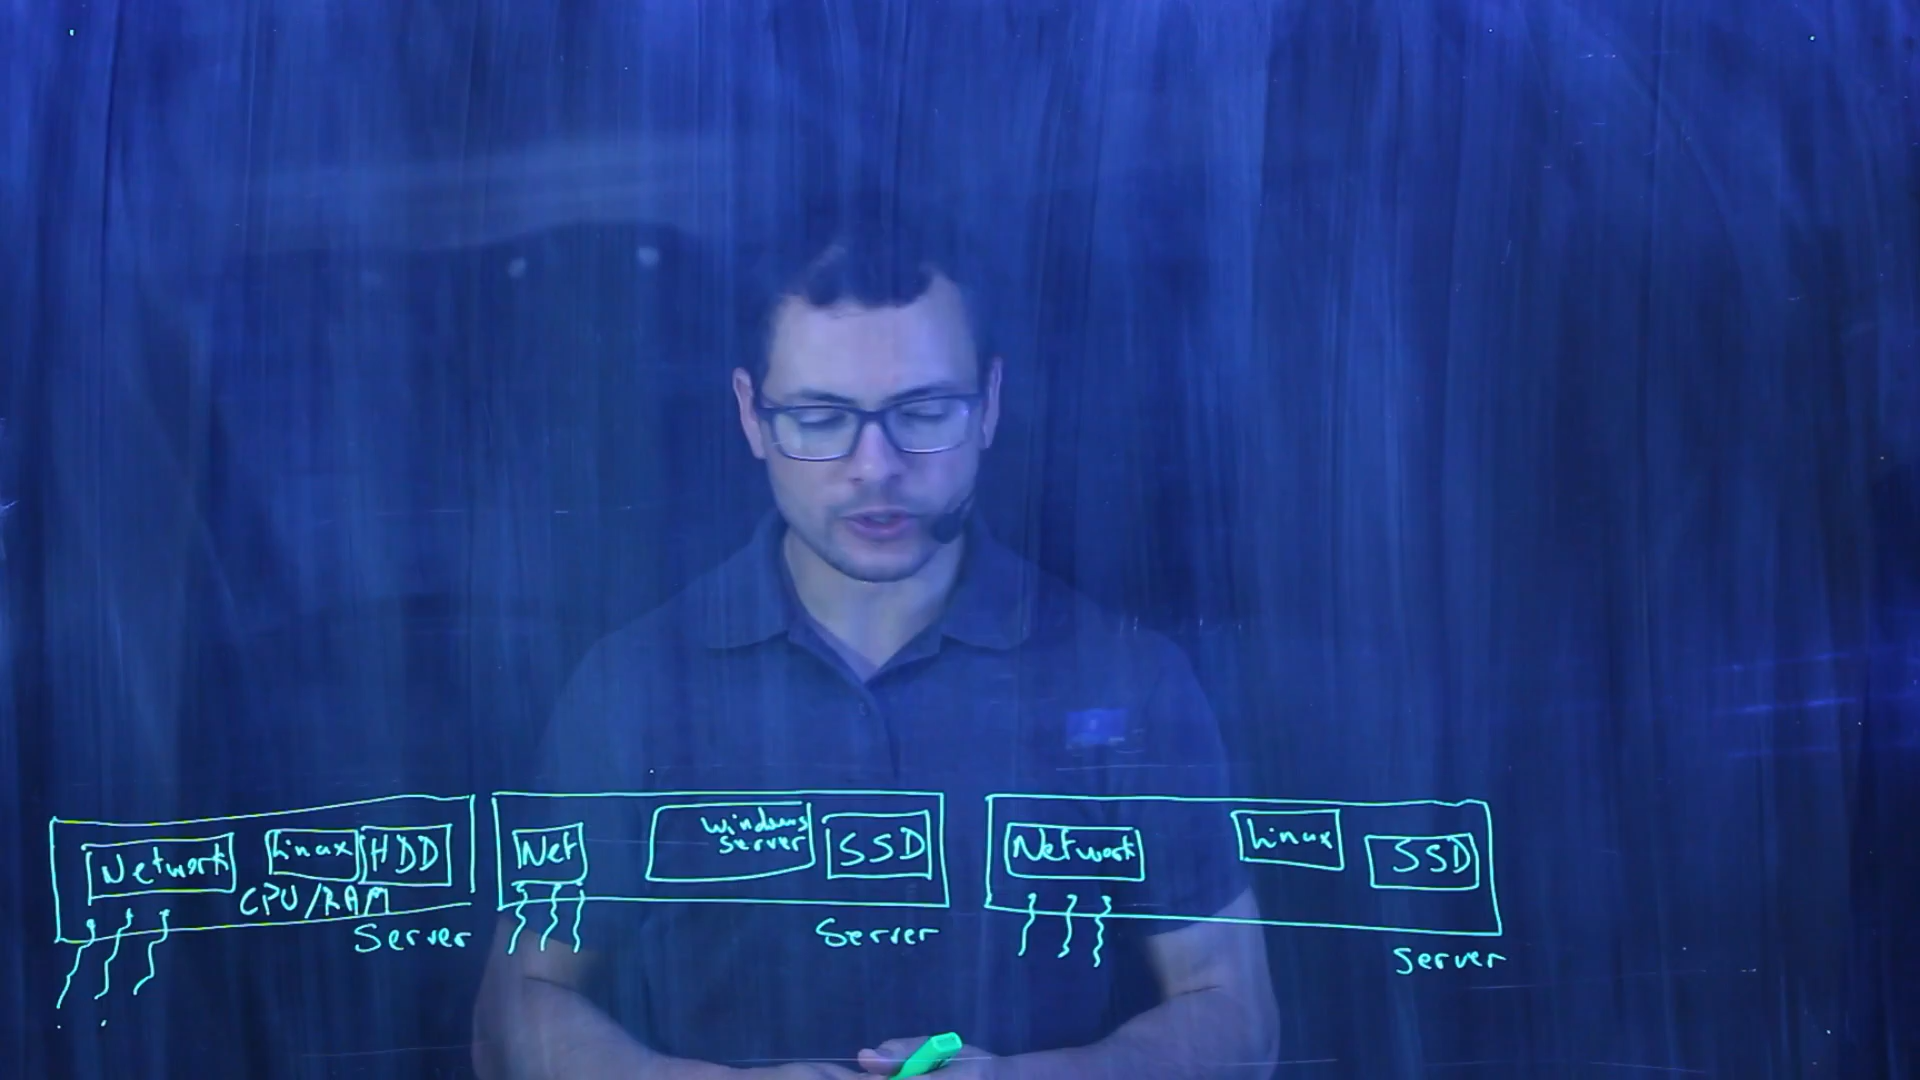 Network
Linux
HDD
CPU/RAM
Server
Net
Windows
Server
SSD
Server
Network
Linux
SSD
Server